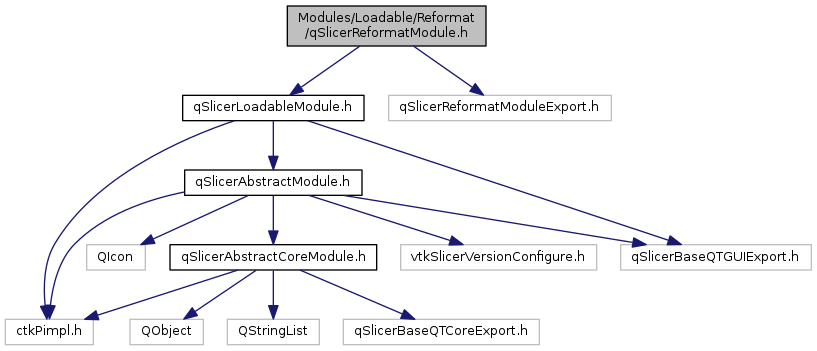 Modules/Loadable/Reformat
/qSlicerReformatModule.h
qSlicerLoadableModule.h
qSlicerReformatModuleExport.h
qSlicerAbstractModule.h
QIcon
qSlicerAbstractCoreModule.h
vtkSlicerVersionConfigure.h
qSlicerBaseQTGUIExport.h
ctkPimpl.h
QObject
QStringList
qSlicerBaseQTCoreExport.h